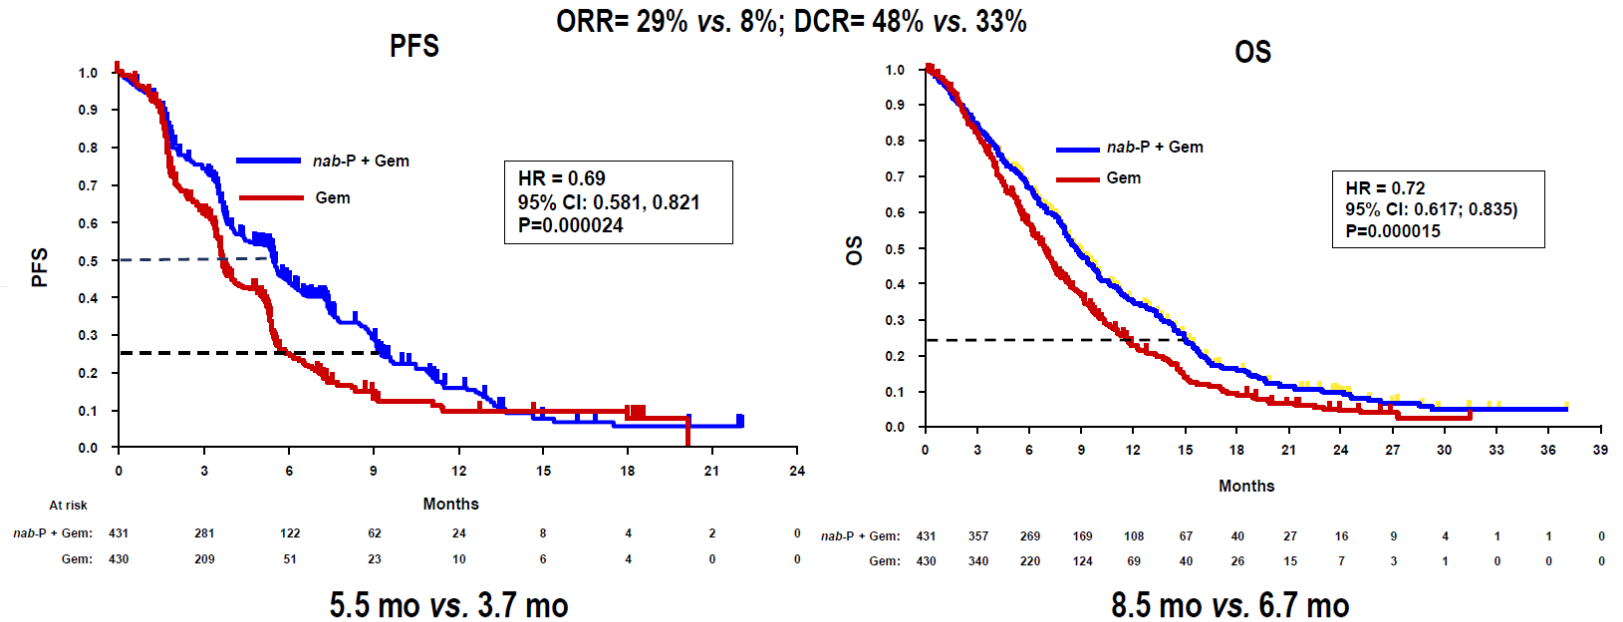 ORR= 29% vs. 8%; DCR= 48% vs. 33%
PFS
1.0
0.9
0.8
0.7
0.6
0.5
0.4
0.3
0.2
0.1
0.0
PFS
nab-P + Gem
Gem
HR = 0.69
95% CI: 0.581, 0.821
P=0.000024
0 3 6 9 12 15 18 21 24
Months
At risk
nab-P + Gem: 431 281 122 62 24 8 4 2 0
Gem: 430 209 51 23 10 6 4 0 0
5.5 mo vs. 3.7 mo
OS
1.0
0.9
0.8
0.7
0.6
0.5
0.4
0.3
0.2
0.1
0.0
OS
nab-P + Gem
Gem
HR = 0.72
95% CI: 0.617; 0.835)
P=0.000015
0 3 6 9 12 15 18 21 24 27 30 33 36 39
Months
nab-P + Gem: 431 357 269 169 108 67 40 27 16 9 4 1 1 0
Gem: 430 340 220 124 69 40 26 15 7 3 1 0 0 0
8.5 mo vs. 6.7 mo